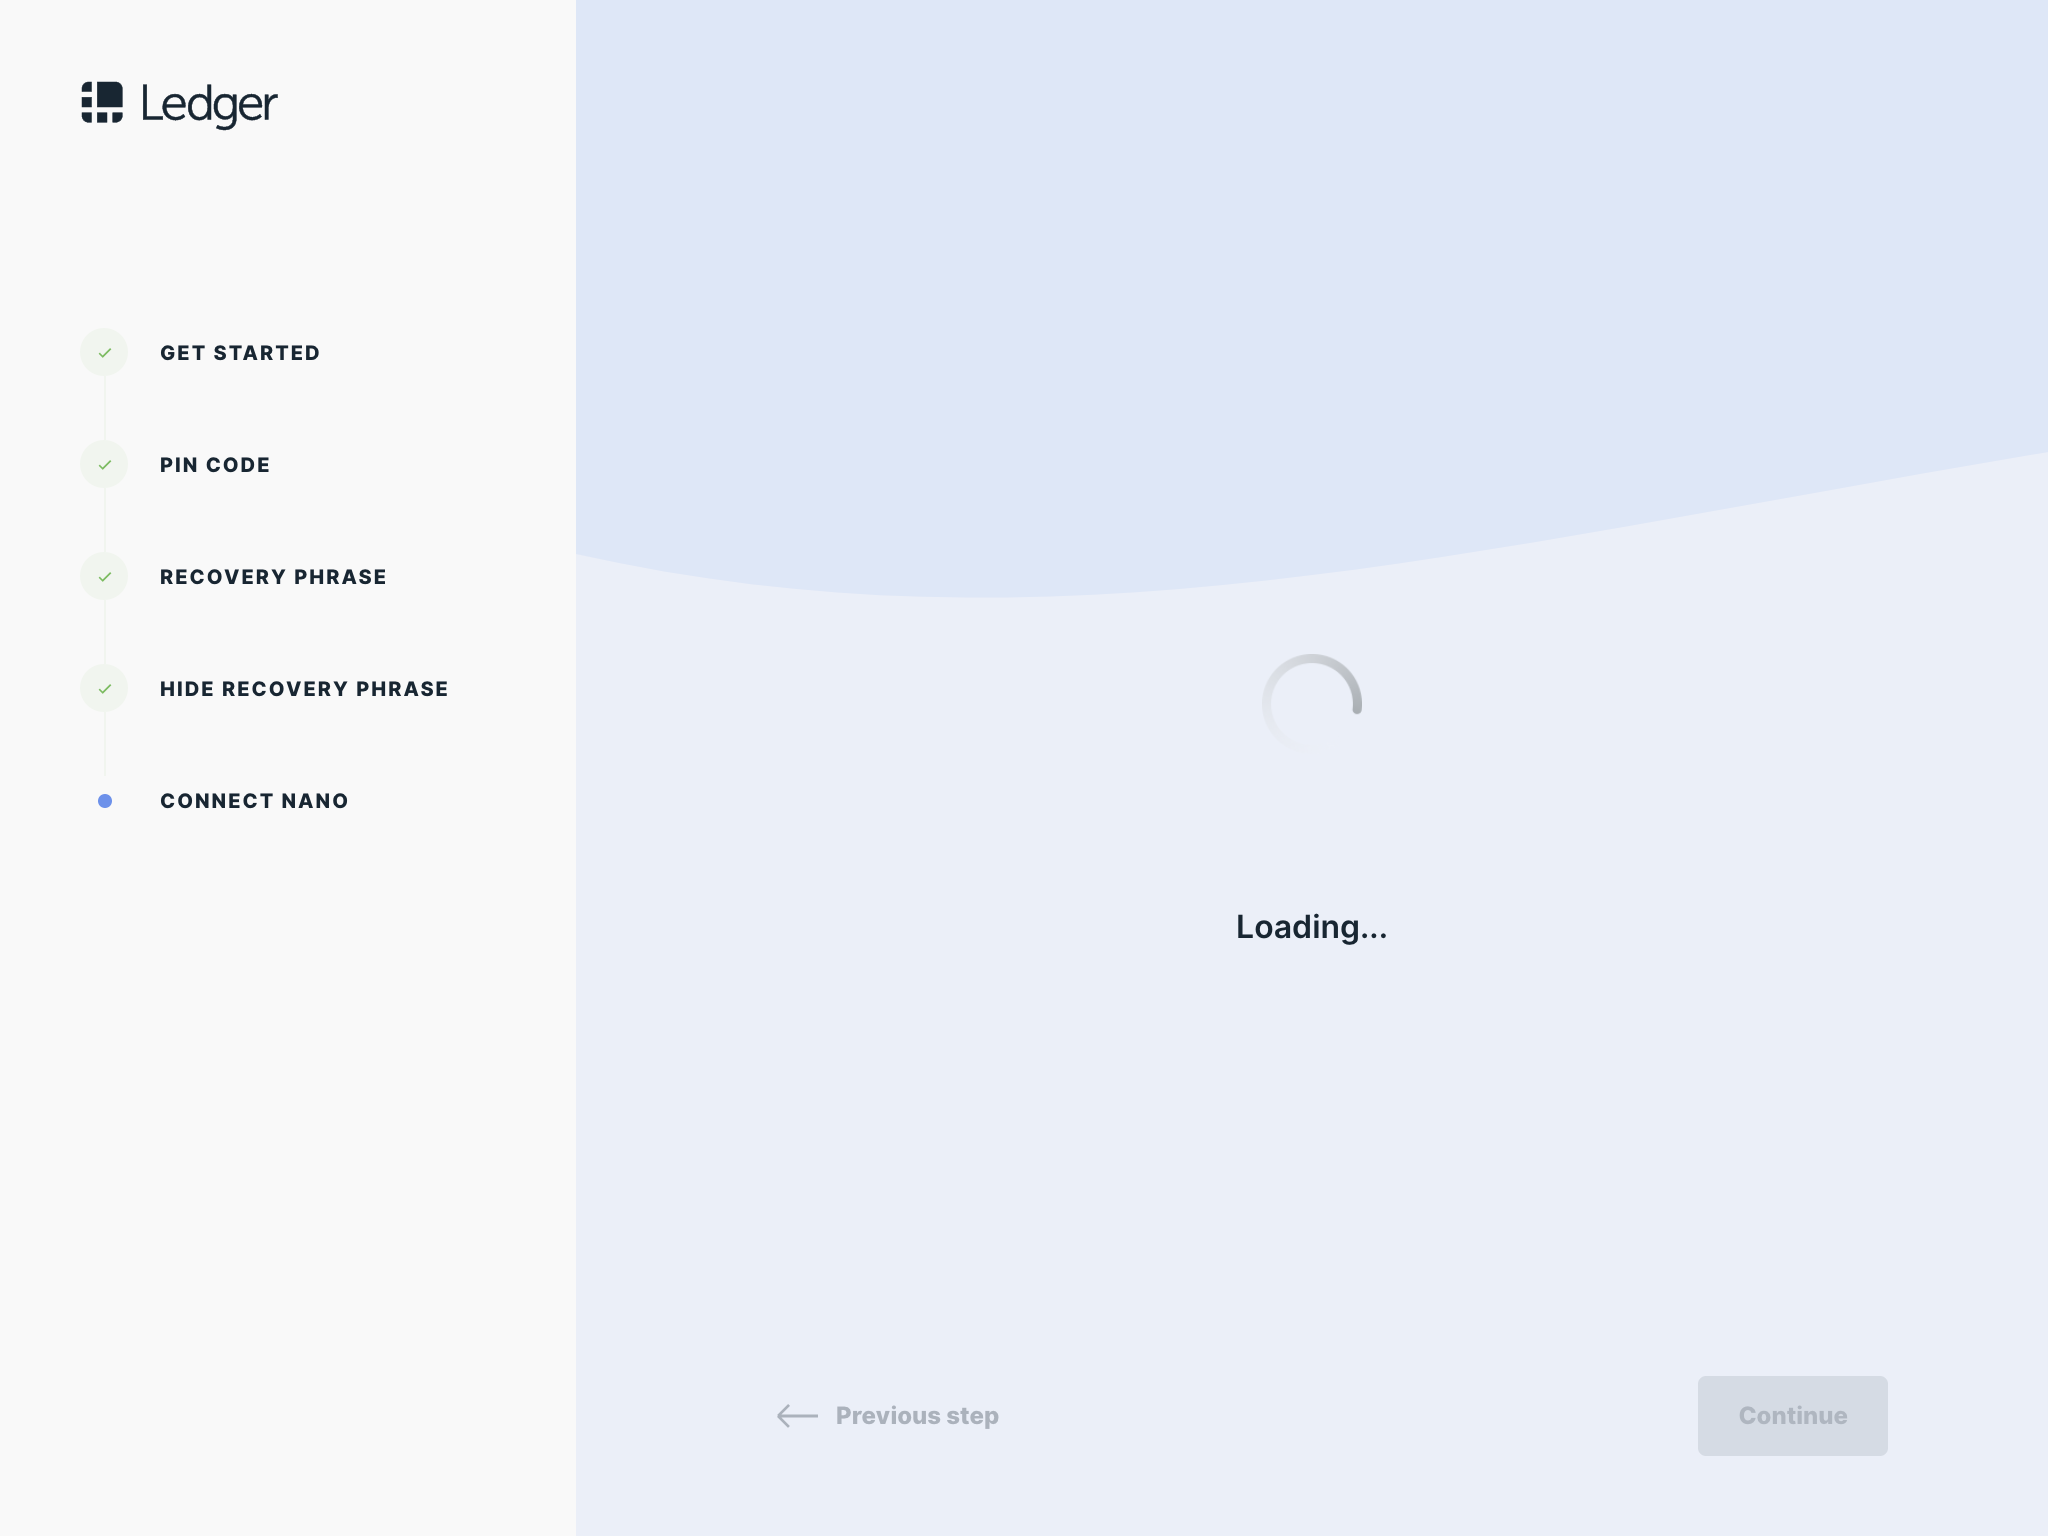 Ledger
GET STARTED
PIN CODE
RECOVERY PHRASE
HIDE RECOVERY PHRASE
CONNECT NANO
Loading...
Previous step
Continue